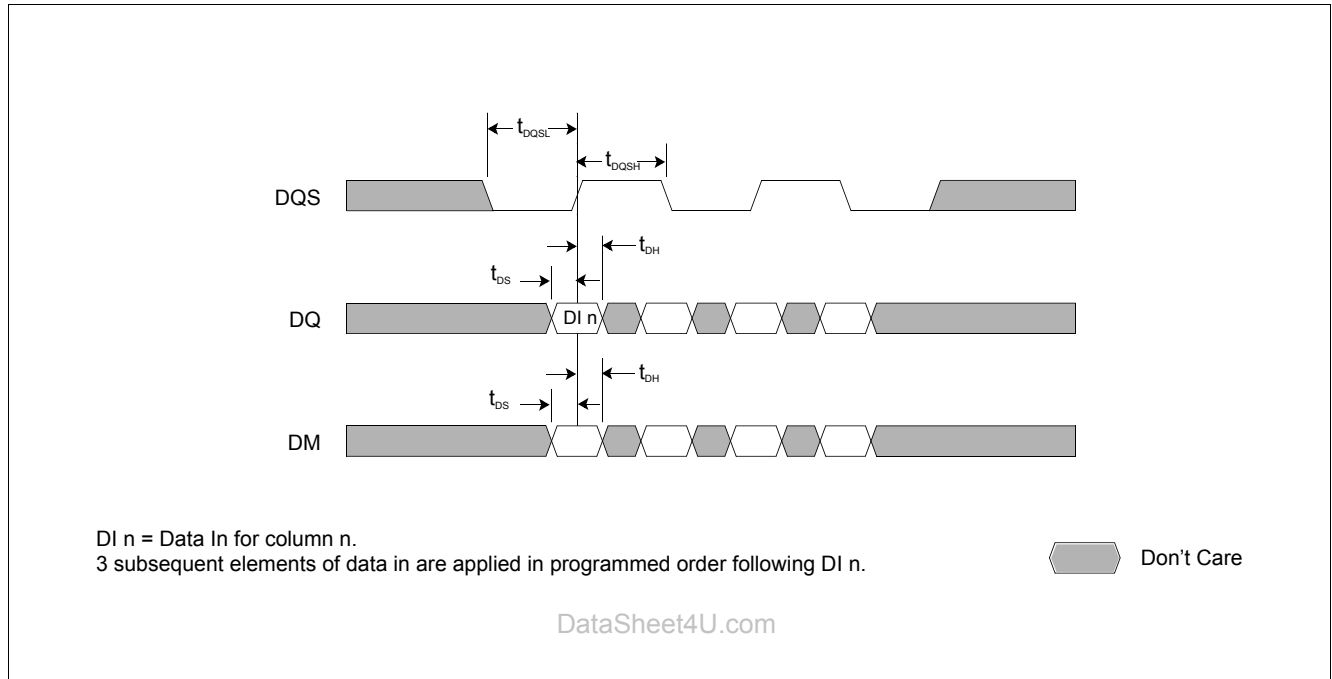 tDQSL
tDQSH
DQS
tDH
tDS
DQ
DI n
tDH
tDS
DM
DI n = Data In for column n.
3 subsequent elements of data in are applied in programmed order following DI n.
Don't Care
DataSheet4U.com